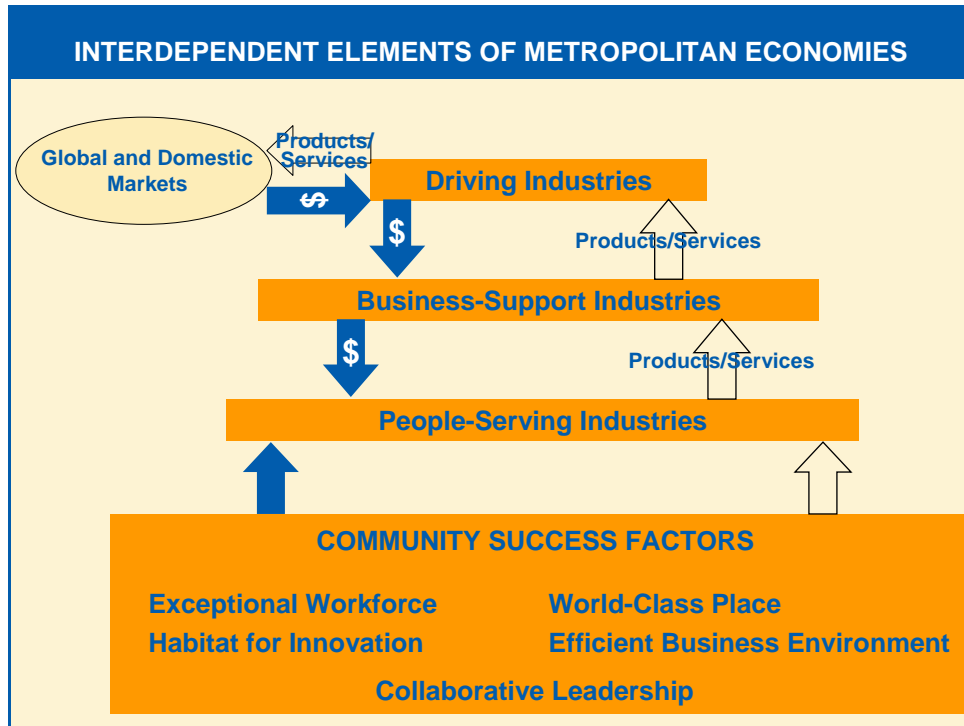 INTERDEPENDENT ELEMENTS OF METROPOLITAN ECONOMIES
Global and Domestic
Markets
Products/
Services
$
Driving Industries
$
Products/Services
Business-Support Industries
$
Products/Services
People-Serving Industries
COMMUNITY SUCCESS FACTORS
Exceptional Workforce
World-Class Place
Habitat for Innovation
Efficient Business Environment
Collaborative Leadership